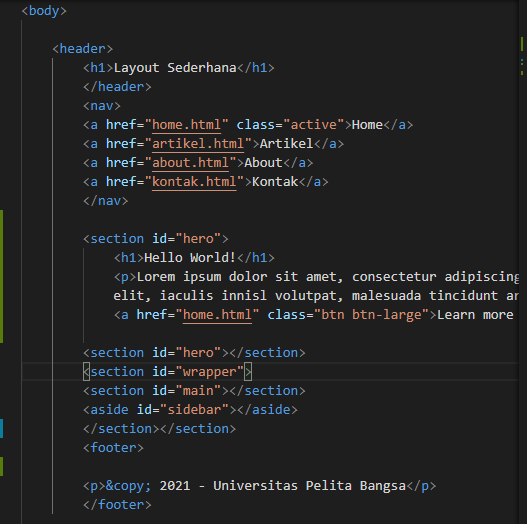 <body>
<header>
<h1>Layout Sederhana</h1>
</header>
<nav>
<a href="home.html" class="active">Home</a>
<a href="artikel.html">Artikel</a>
<a href="about.html">About</a>
<a href="kontak.html">Kontak</a>
</nav>
<section id="hero">
<h1>Hello World!</h1>
<p>Lorem ipsum dolor sit amet, consectetur adipiscing
elit, iaculis innisl volutpat, malesuada tincidunt
<a href="home.html" class="btn btn-large">Learn more
<section id="hero"></section>
<section id="wrapper">
<section id="main"></section>
<aside id="sidebar"></aside>
</section></section>
<footer>
<p>&copy; 2021 - Universitas Pelita Bangsa</p>
</footer>